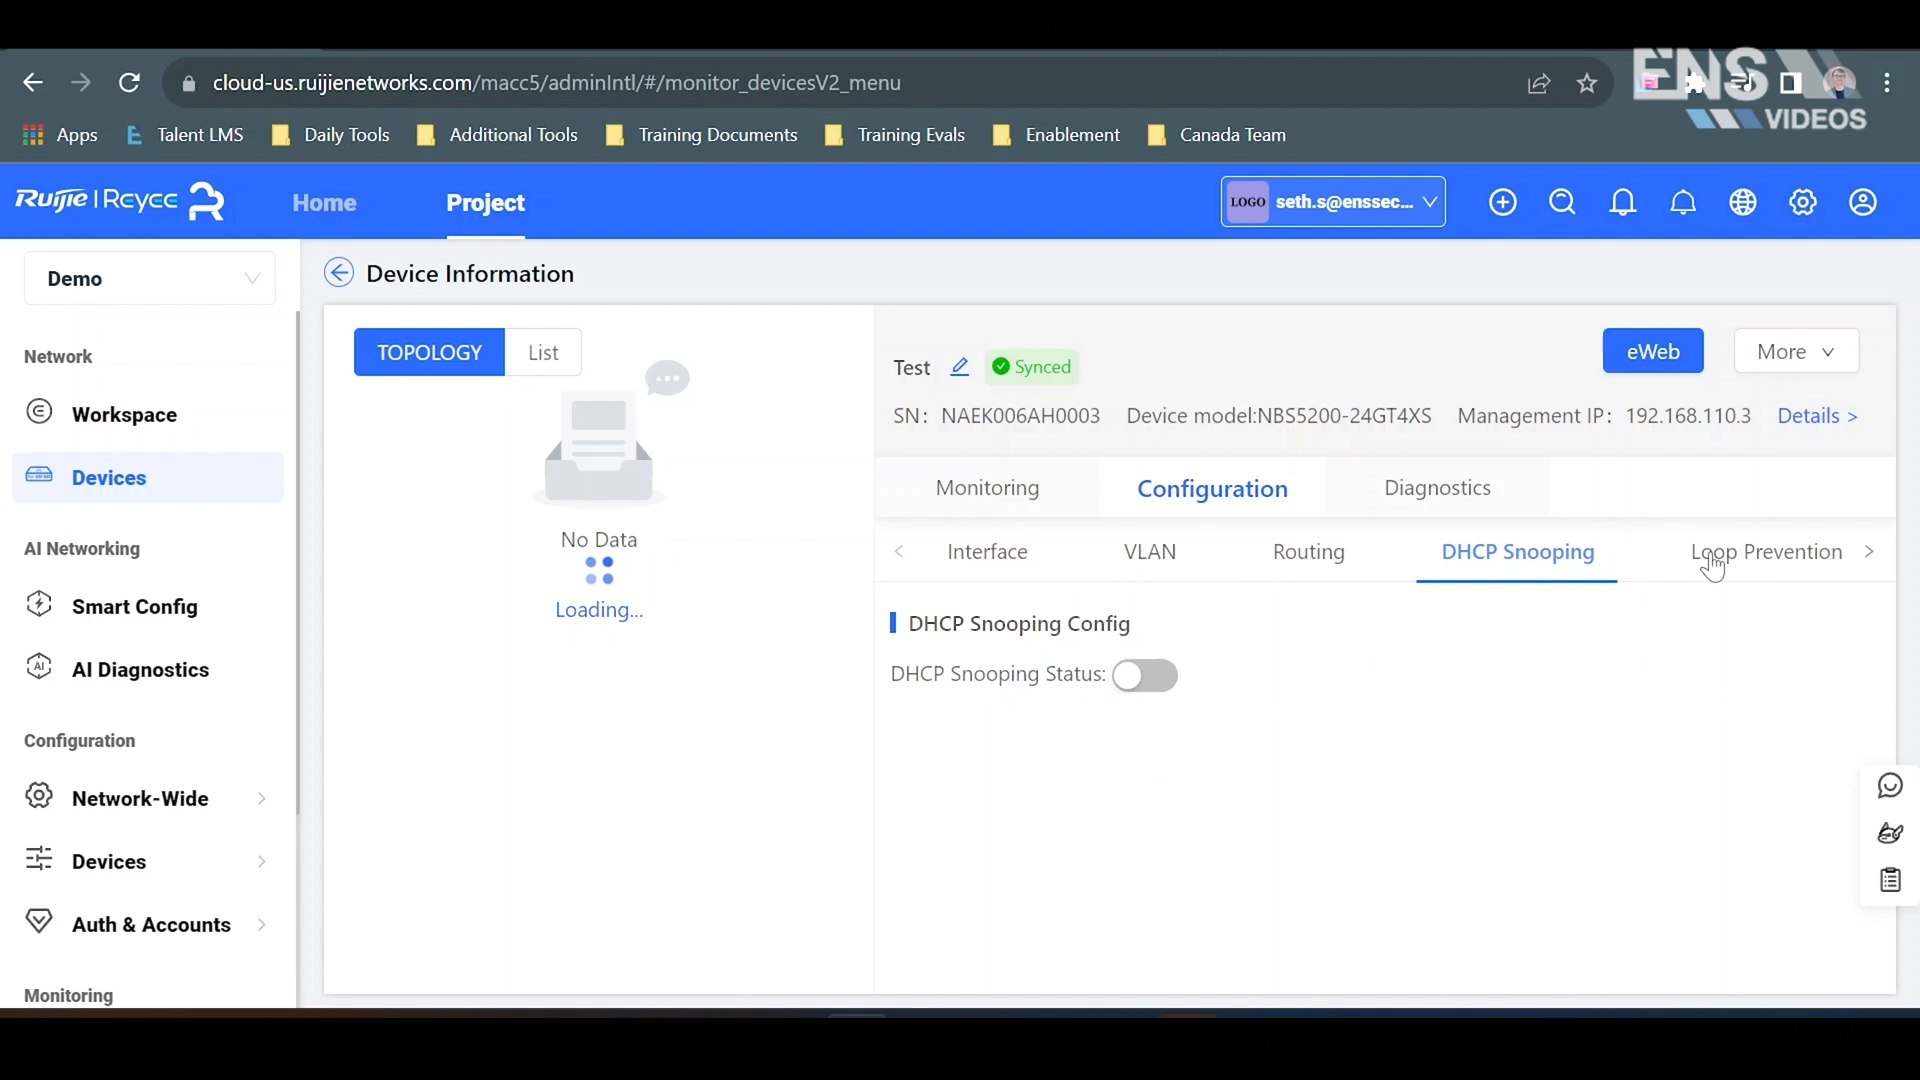 cloud-us.ruijienetworks.com/macc5/adminIntl/#/monitor_devicesV2_menu
ENS
VIDEOS
Apps
Talent LMS
Daily Tools
Additional Tools
Training Documents
Training Evals
Enablement
Canada Team
Ruijie | Reyee
Home
Project
LOGO
seth.s@enssec...
Demo
Device Information
Network
Workspace
Devices
AI Networking
Smart Config
AI
AI Diagnostics
Configuration
Network-Wide
Devices
Auth & Accounts
Monitoring
TOPOLOGY
List
No Data
Loading...
Test
Synced
eWeb
More
SN: NAEK006AH0003 Device model:NBS5200-24GT4XS Management IP: 192.168.110.3 Details >
Monitoring
Configuration
Diagnostics
< Interface
VLAN
Routing
DHCP Snooping
Loop Prevention >
DHCP Snooping Config
DHCP Snooping Status: